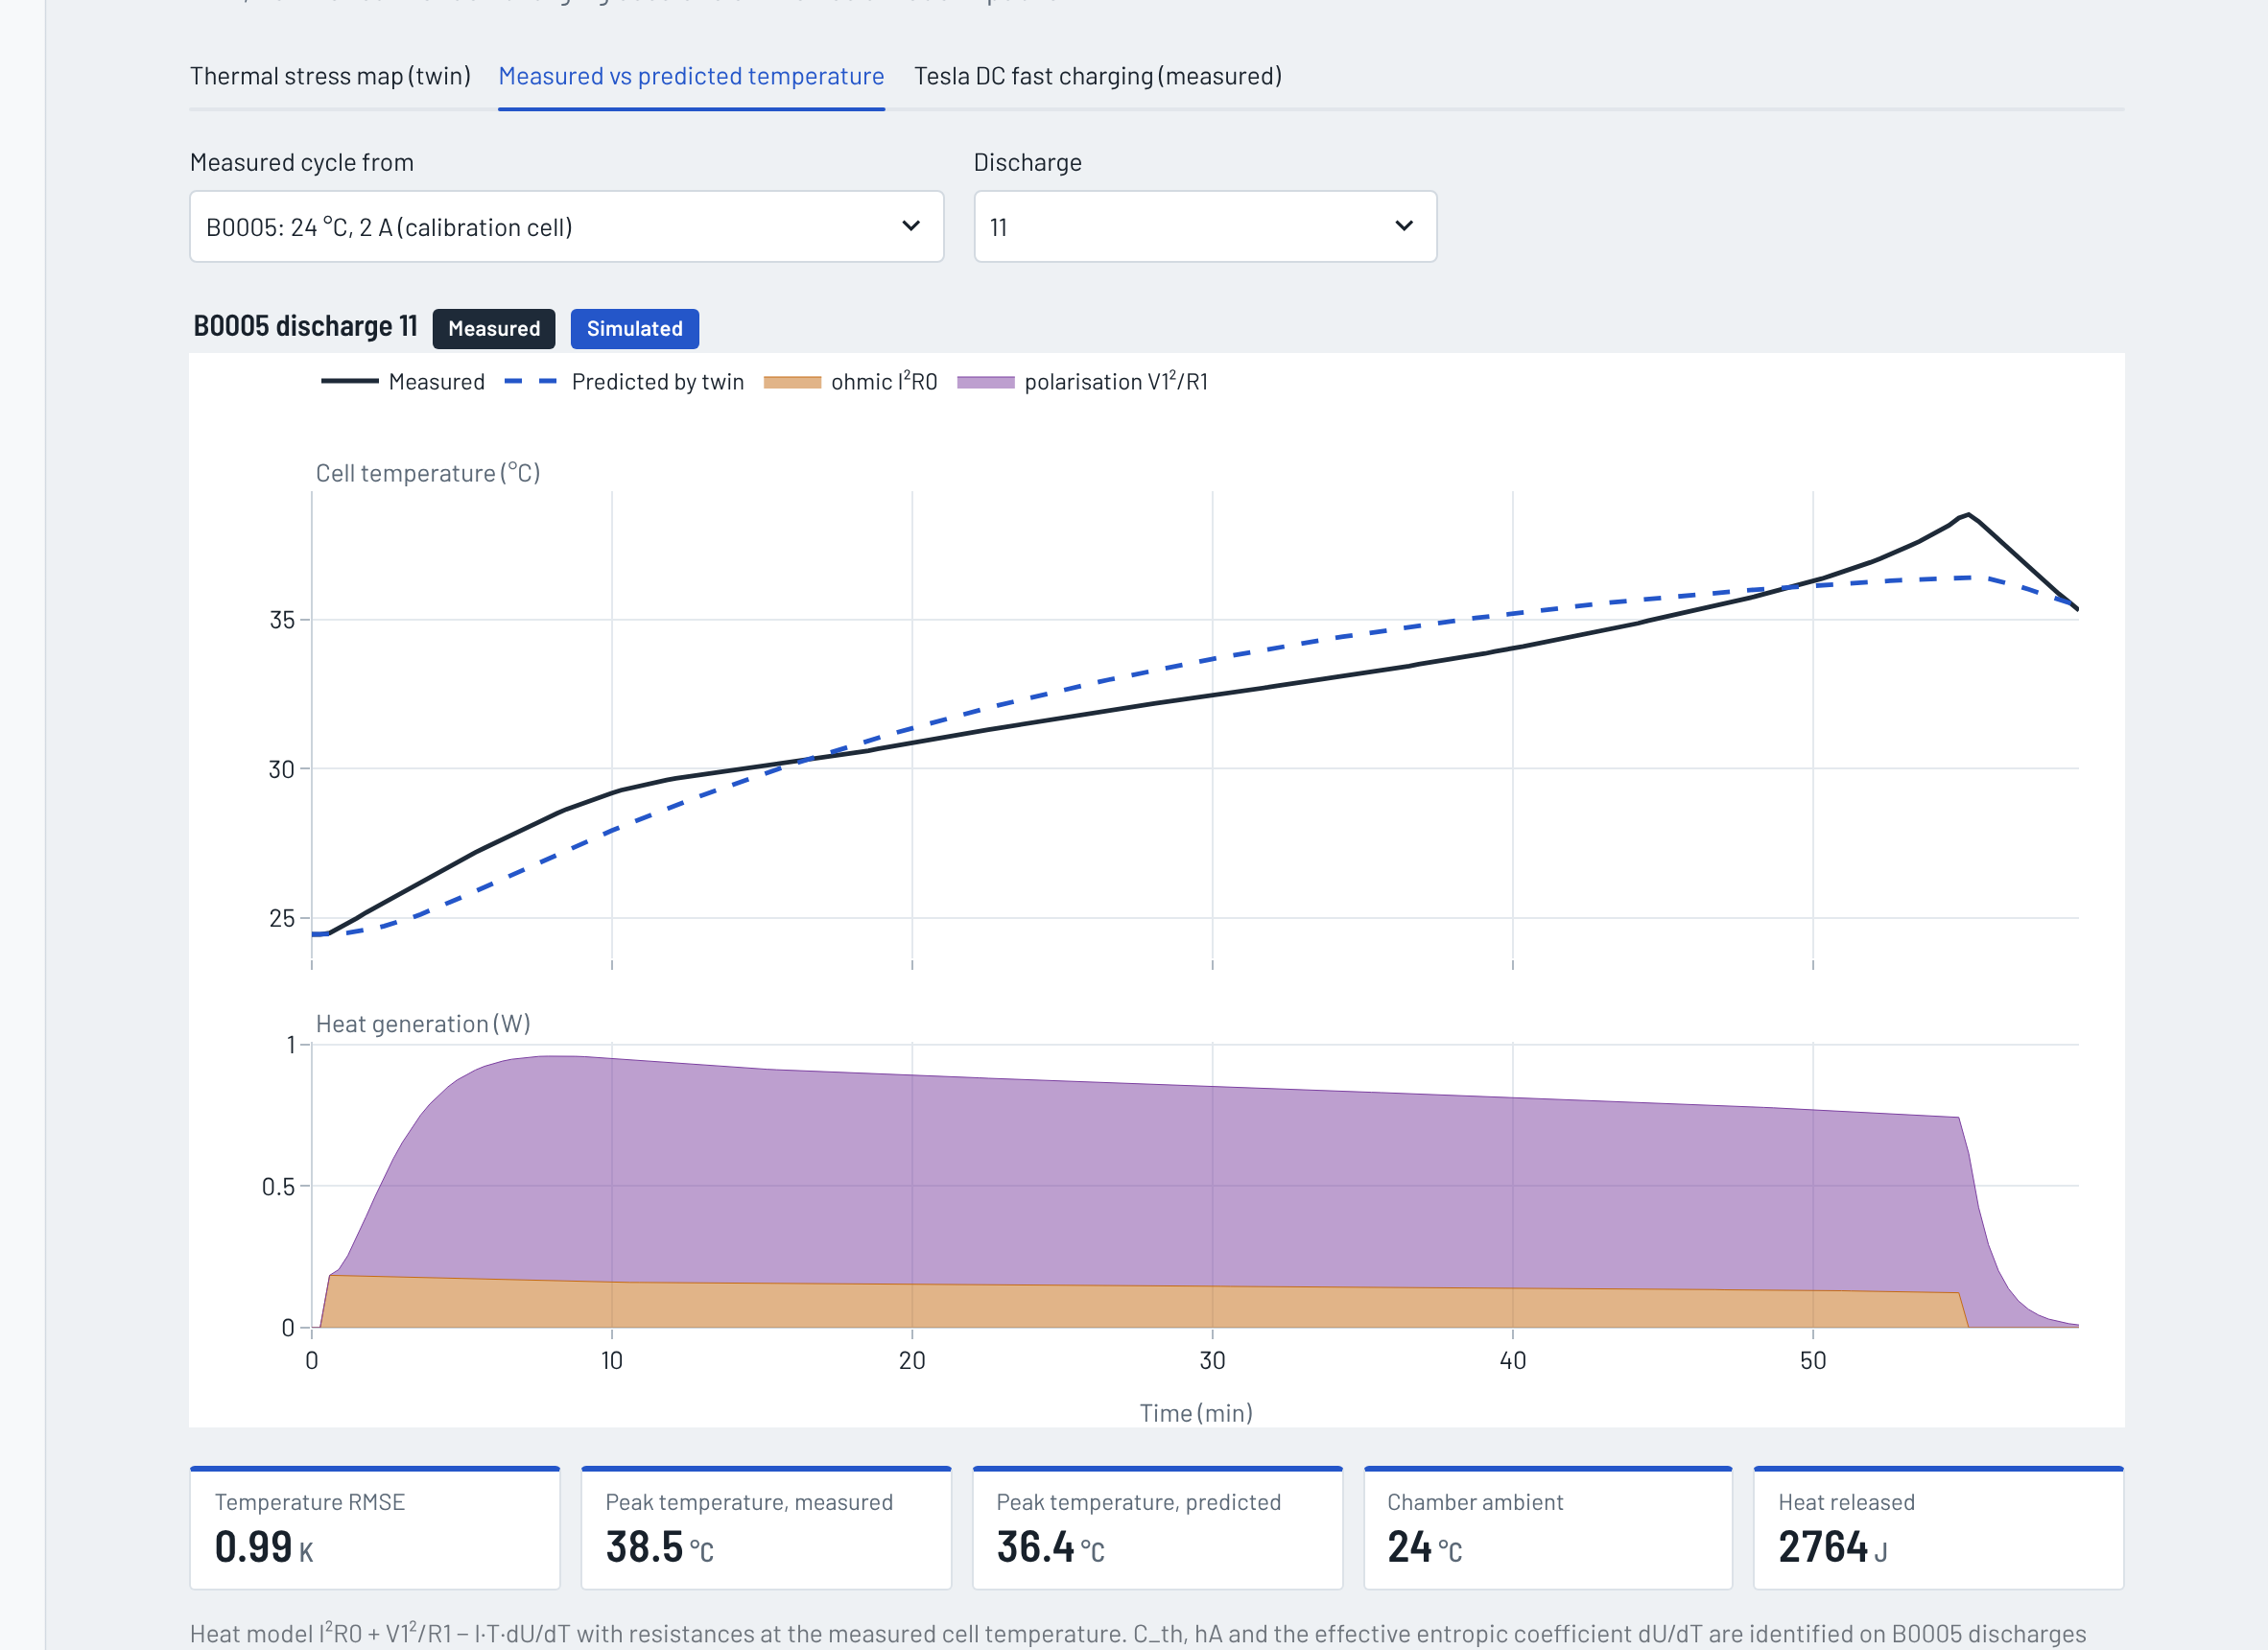 Thermal stress map (twin) Measured vs predicted temperature Tesla DC fast charging (measured)
Measured cycle from Discharge
B0005: 24 °C, 2 A (calibration cell) 11
B0005 discharge 11 Measured Simulated
Measured Predicted by twin ohmic I²R0 polarisation V1²/R1
Cell temperature (°C)
35
30
25
Heat generation (W)
1
0.5
0
0 10 20 30 40 50
Time (min)
Temperature RMSE Peak temperature, measured Peak temperature, predicted Chamber ambient Heat released
0.99 K 38.5 °C 36.4 °C 24 °C 2764 J
Heat model I²R0 + V1²/R1 − I·T·dU/dT with resistances at the measured cell temperature. C_th, hA and the effective entropic coefficient dU/dT are identified on B0005 discharges